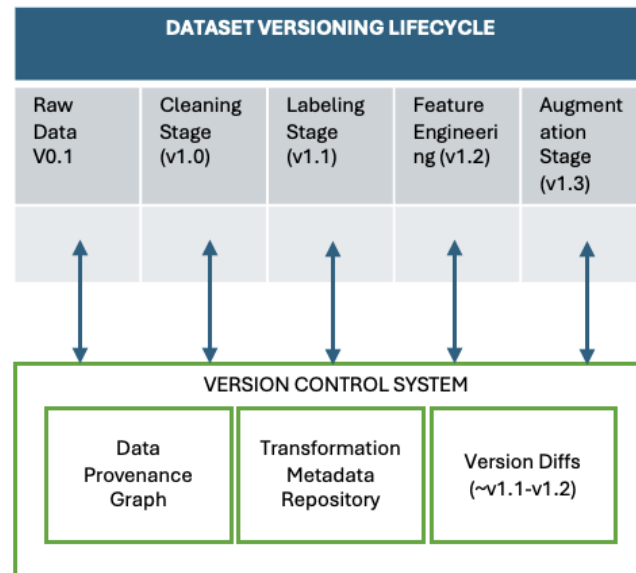 DATASET VERSIONING LIFECYCLE
Raw
Data
V0.1
Cleaning
Stage
(v1.0)
Labeling
Stage
(v1.1)
Feature
Engineeri
ng (v1.2)
Augment
ation
Stage
(v1.3)
VERSION CONTROL SYSTEM
Data
Provenance
Graph
Transformation
Metadata
Repository
Version Diffs
(~v1.1-v1.2)